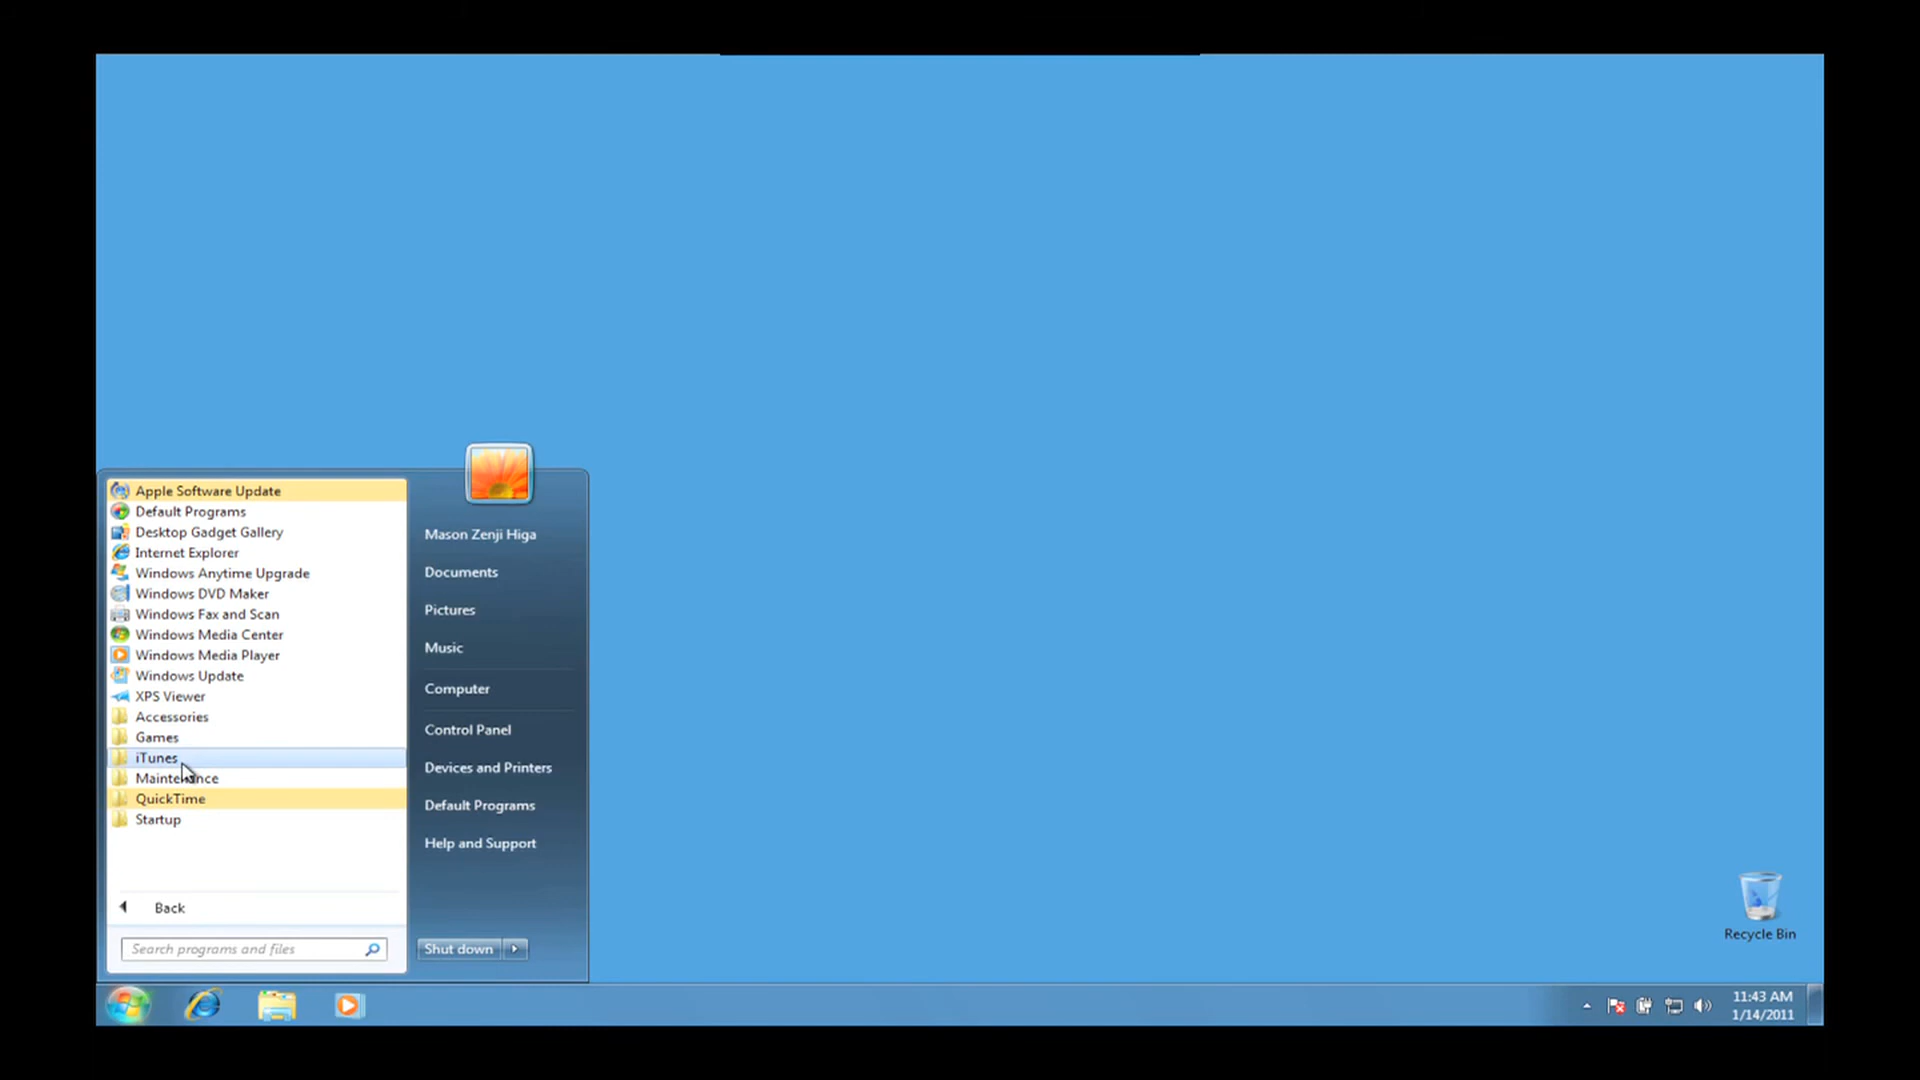 Apple Software Update
Default Programs
Desktop Gadget Gallery
Internet Explorer
Windows Anytime Upgrade
Windows DVD Maker
Windows Fax and Scan
Windows Media Center
Windows Media Player
Windows Update
XPS Viewer
Accessories
Games
iTunes
Maintenance
QuickTime
Startup
Back
Search programs and files
Mason Zenji Higa
Documents
Pictures
Music
Computer
Control Panel
Devices and Printers
Default Programs
Help and Support
Shut down
Recycle Bin
11:43 AM
1/14/2011